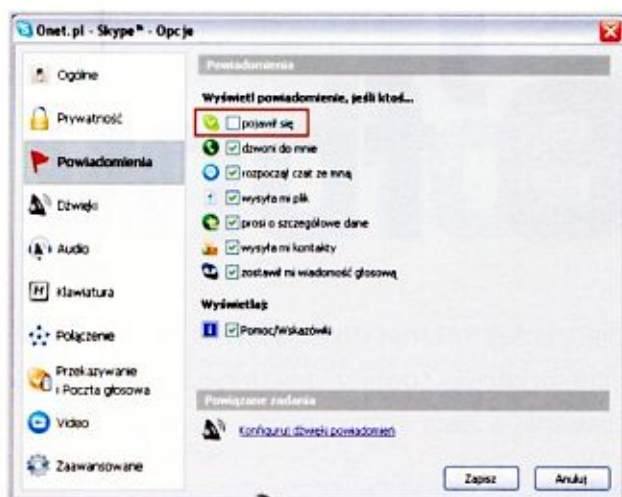 Onet.pl - Skype™ - Opcje
Ogólne
Prywatność
Powiadomienia
Dźwięki
Audio
Klawiatura
Połączenie
Przekazywanie
i Poczta głosowa
Video
Zaawansowane
Powiadomienia
Wyświetl powiadomienie, jeśli ktoś...
pojawił się
dzwoni do mnie
rozpoczął czat ze mną
wysyła mi plik
prosi o szczegółowe dane
wysyła mi kontakty
zostawił mi wiadomość głosową
Wyświetlaj:
Pomoc/Wskazówki
Powiązane zadania
Konfiguruj dźwięki powiadomień
Zapisz
Anuluj